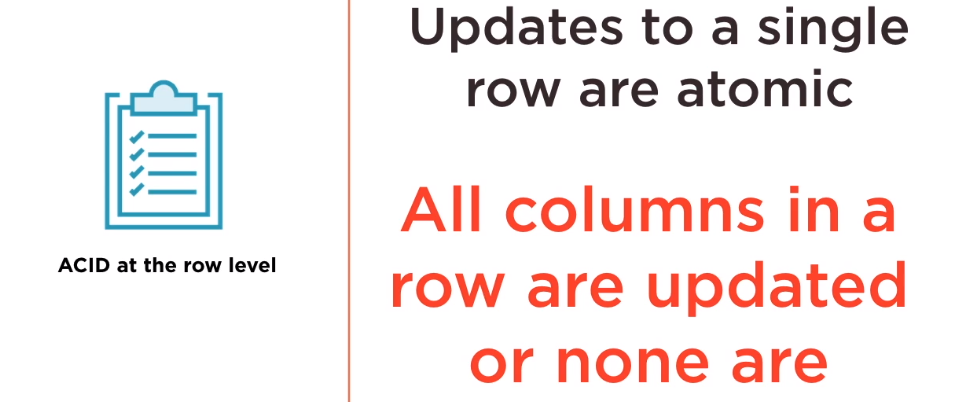 ACID at the row level
Updates to a single
row are atomic
All columns in a
row are updated
or none are